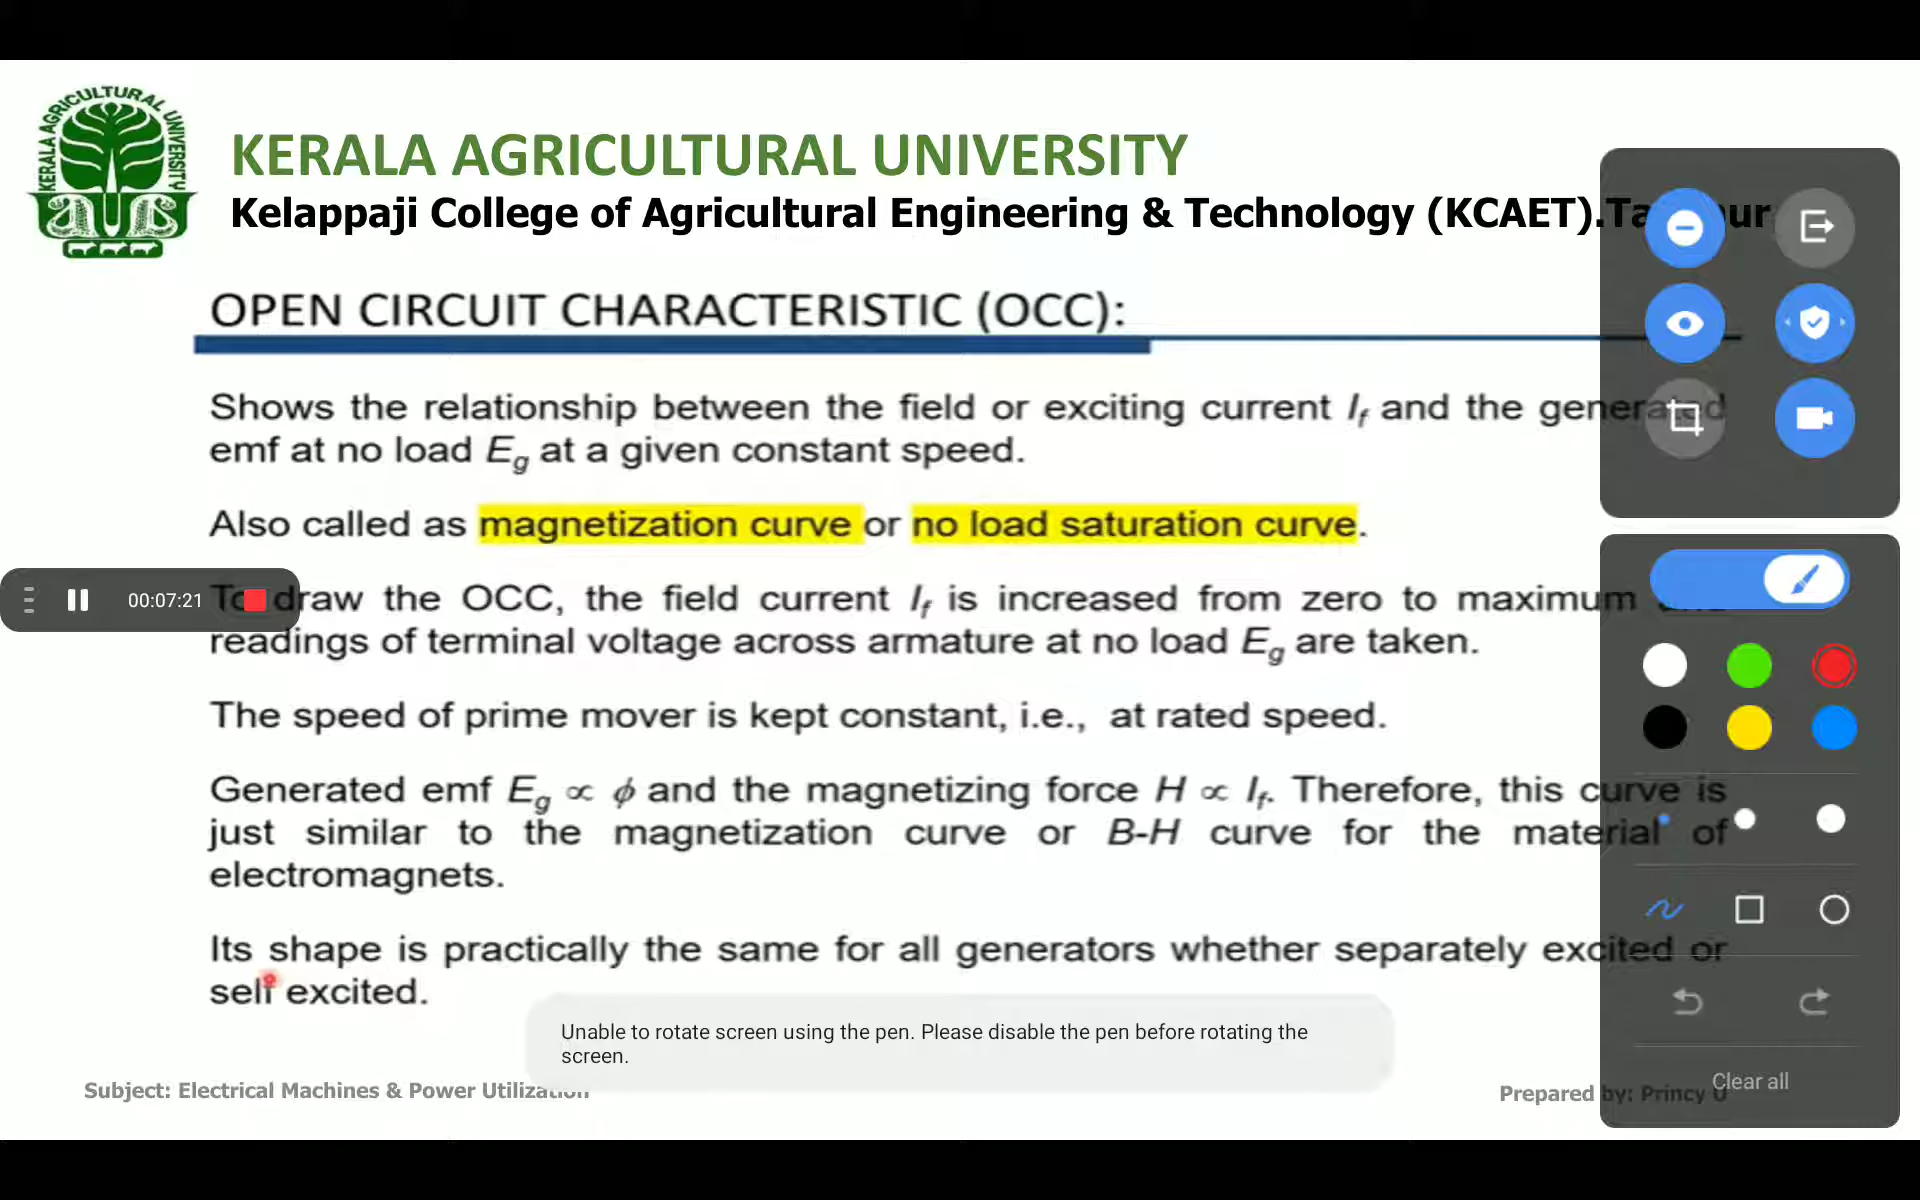 KERALA AGRICULTURAL UNIVERSITY
KERALA AGRICULTURAL UNIVERSITY
Kelappaji College of Agricultural Engineering & Technology (KCAET).
OPEN CIRCUIT CHARACTERISTIC (OCC):
Shows the relationship between the field or exciting current If and the generated
emf at no load Eg at a given constant speed.
Also called as magnetization curve or no load saturation curve.
00:07:21
To draw the OCC, the field current If is increased from zero to maximum and
readings of terminal voltage across armature at no load Eg are taken.
The speed of prime mover is kept constant, i.e., at rated speed.
Generated emf Eg ∝ ϕ and the magnetizing force H ∝ If. Therefore, this curve is
just similar to the magnetization curve or B-H curve for the material of
electromagnets.
Its shape is practically the same for all generators whether separately excited or
self excited.
Unable to rotate screen using the pen. Please disable the pen before rotating the
screen.
Subject: Electrical Machines & Power Utilization
Prepared by: Princy U
Clear all